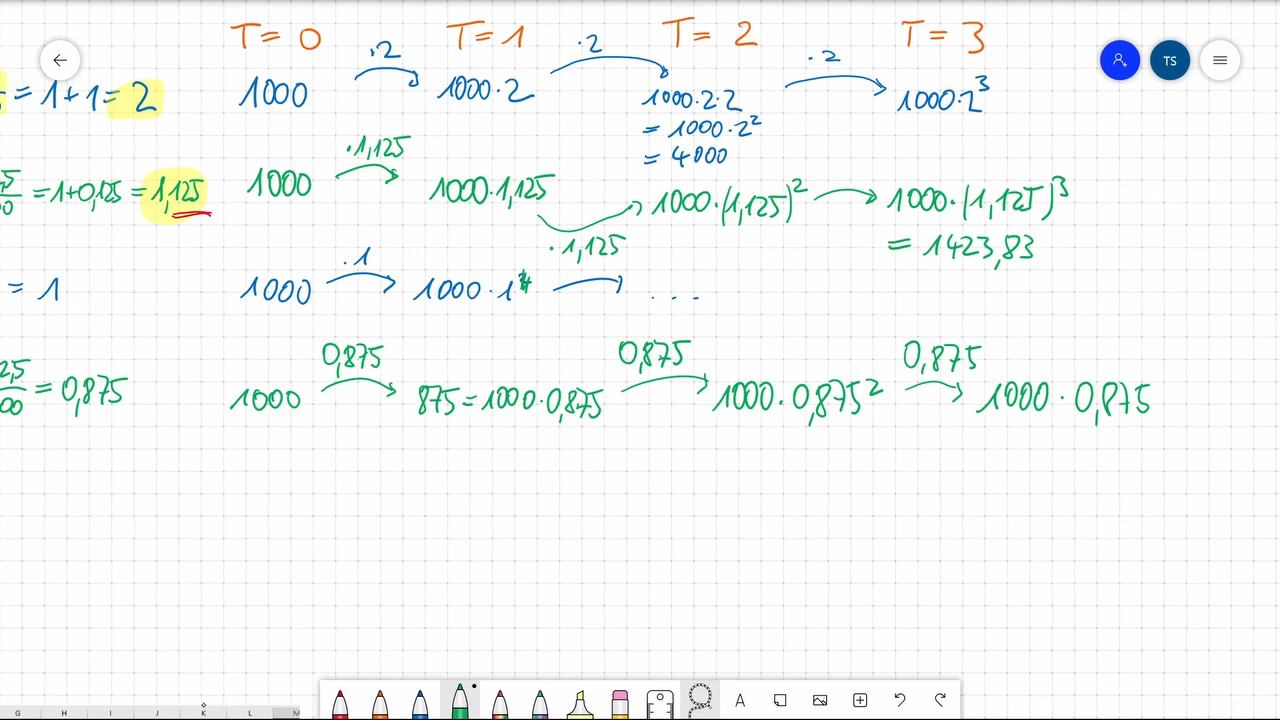 T = 0 T = 1 T = 2 T = 3
·2 ·2 ·2
= 1 + 1 = 2 1000 1000·2 1000·2·2 1000·2³
= 1000·2²
= 4000
·1,125
= 1+0,125 = 1,125 1000 1000·1,125 1000·(1,125)² 1000·(1,125)³
·1,125 = 1423,83
·1
= 1 1000 1000·1 ...
0,875 0,875 0,875
2,5
00 = 0,875 1000 875 = 1000·0,875 1000·0,875² 1000·0,875
TS
A
G H I J K L M